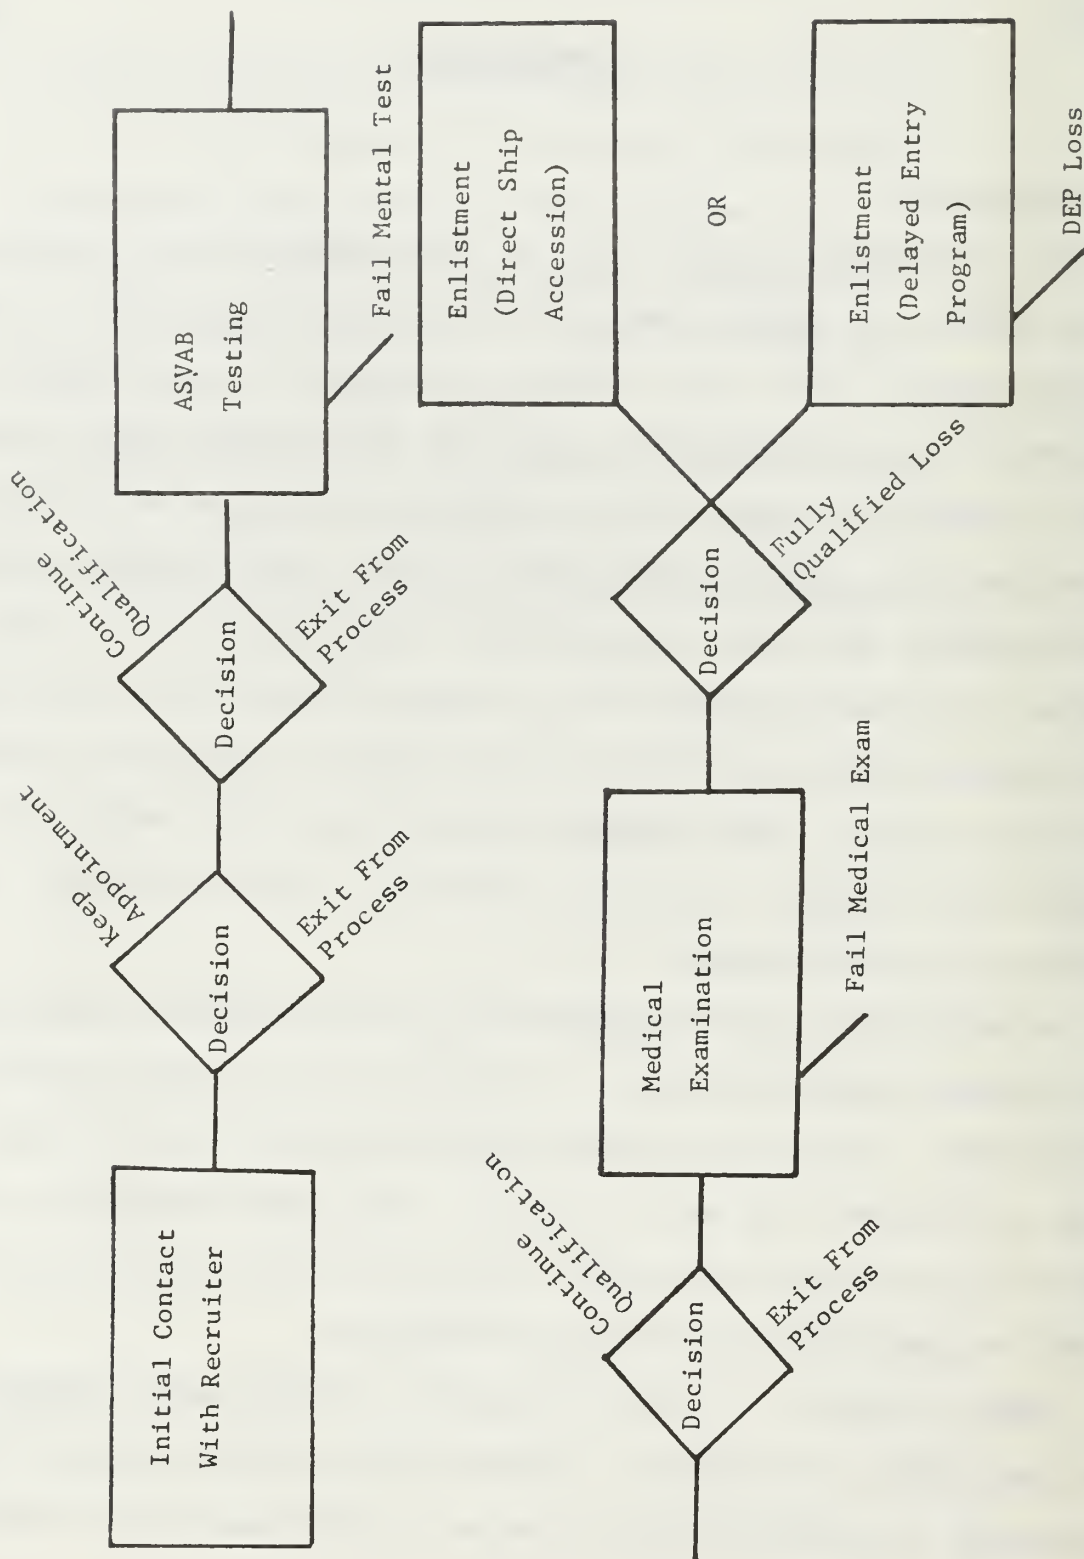 Initial Contact
With Recruiter
Keep
Appointment
Decision
Exit From
Process
Continue
Qualification
Decision
Exit From
Process
ASVAB
Testing
Fail Mental Test
Continue
Qualification
Decision
Exit From
Process
Medical
Examination
Fail Medical Exam
Decision
Fully
Qualified Loss
Enlistment
(Direct Ship
Accession)
OR
Enlistment
(Delayed Entry
Program)
DEP Loss